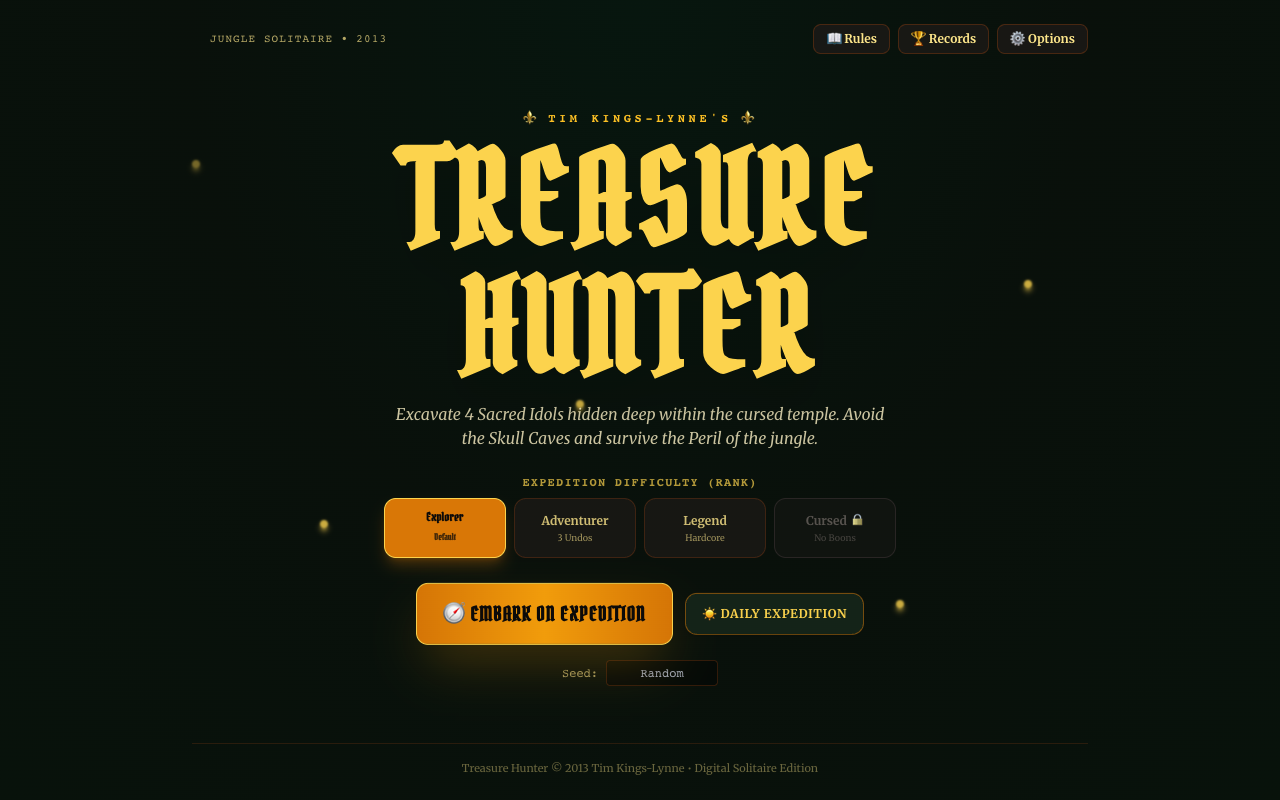 JUNGLE SOLITAIRE • 2013
📖 Rules
🏆 Records
⚙️ Options
⚜ TIM KINGS-LYNNE'S ⚜
TREASURE
HUNTER
Excavate 4 Sacred Idols hidden deep within the cursed temple. Avoid
the Skull Caves and survive the Peril of the jungle.
EXPEDITION DIFFICULTY (RANK)
Explorer
Default
Adventurer
3 Undos
Legend
Hardcore
Cursed 🔒
No Boons
🧭 EMBARK ON EXPEDITION
☀️ DAILY EXPEDITION
Seed: Random
Treasure Hunter © 2013 Tim Kings-Lynne • Digital Solitaire Edition